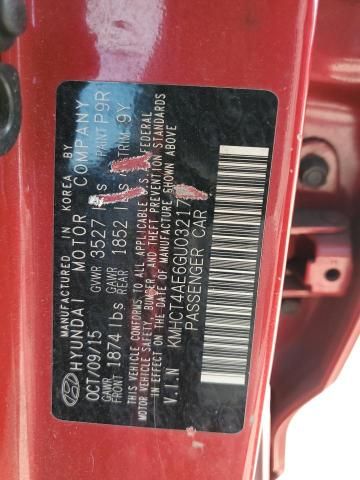 MANUFACTURED IN KOREA BY
HYUNDAI MOTOR COMPANY
OCT/09/15 GVWR 3527 lbs PAINT P9R
GAWR FRONT 1874 lbs GAWR REAR 1852 TRIM 9Y
THIS VEHICLE CONFORMS TO ALL APPLICABLE U.S. FEDERAL
MOTOR VEHICLE SAFETY, BUMPER, AND THEFT PREVENTION
STANDARDS IN EFFECT ON THE DATE OF MANUFACTURE SHOWN ABOVE
V.I.N KMHCT4AE6GU03217
PASSENGER CAR